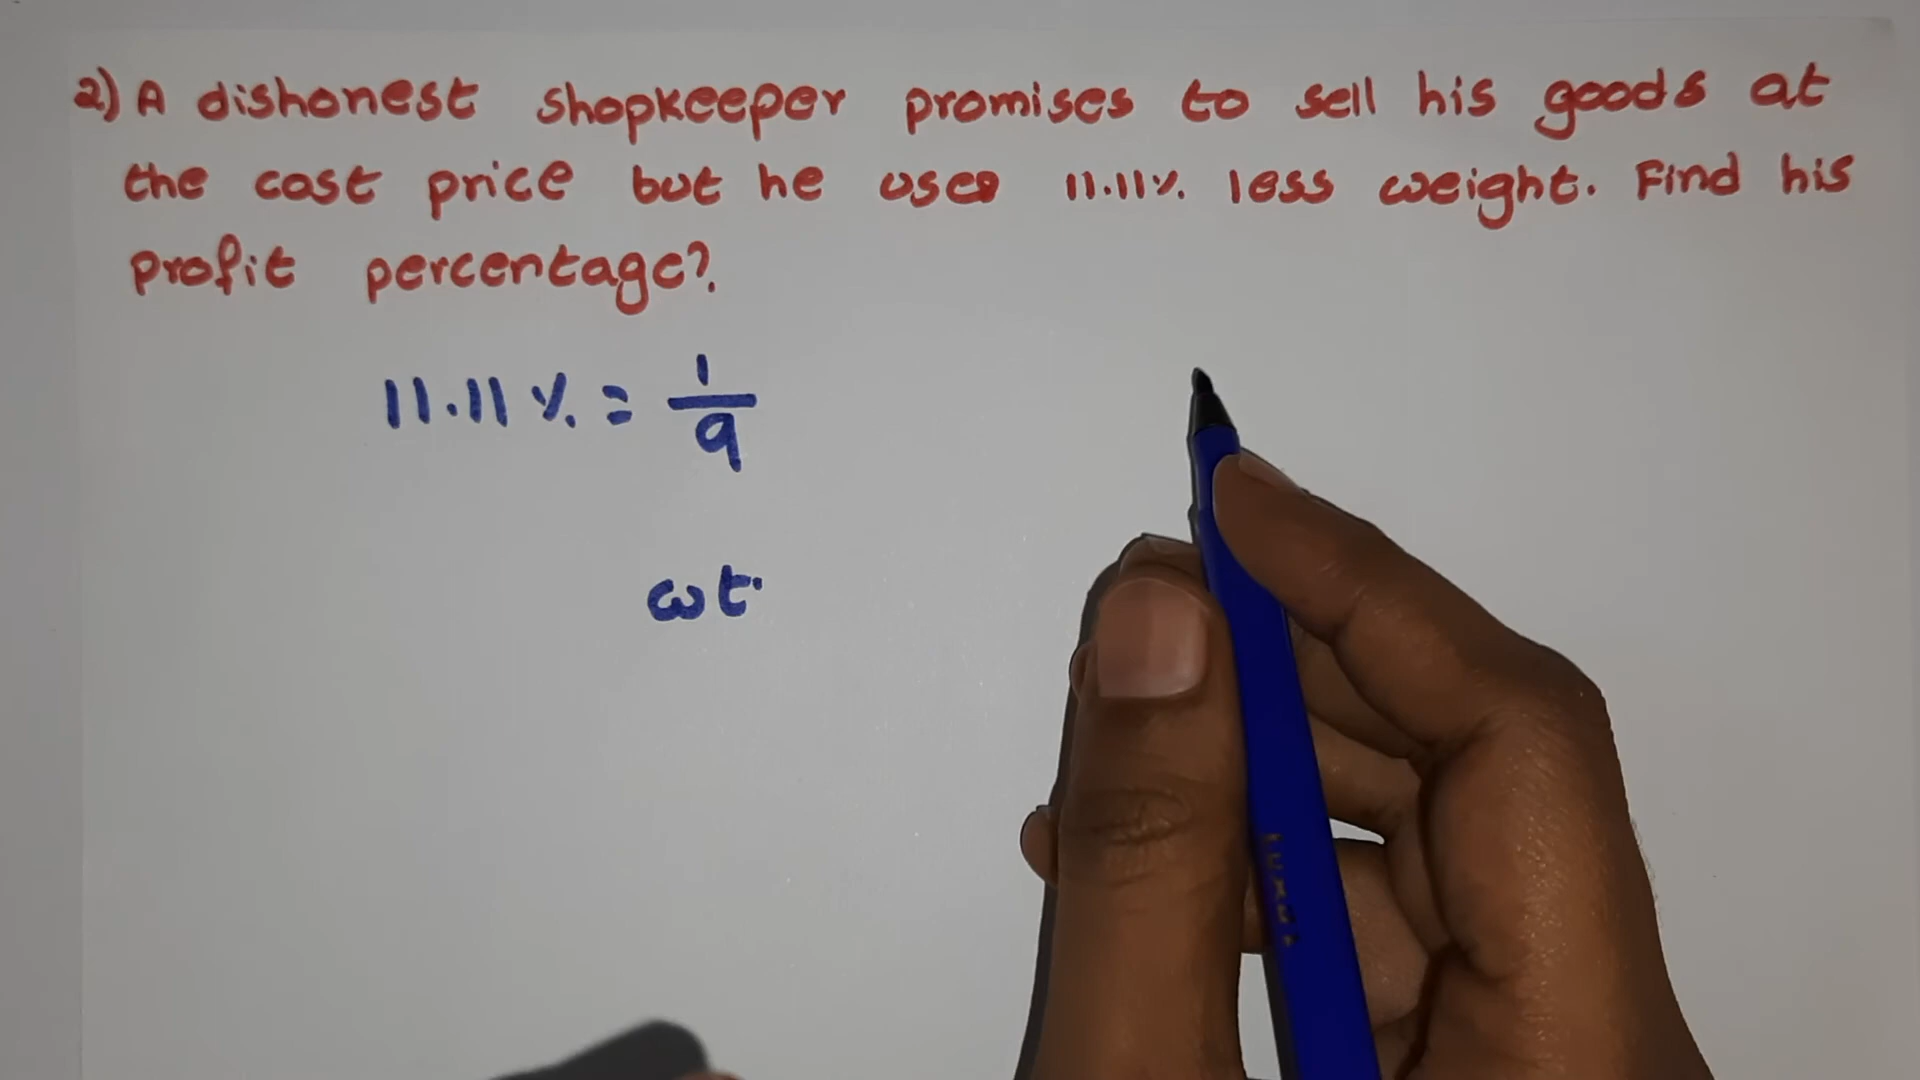 2) A dishonest shopkeeper promises to sell his goods at
the cost price but he uses 11.11% less weight. Find his
profit percentage?
11.11% = 1/9
wt.